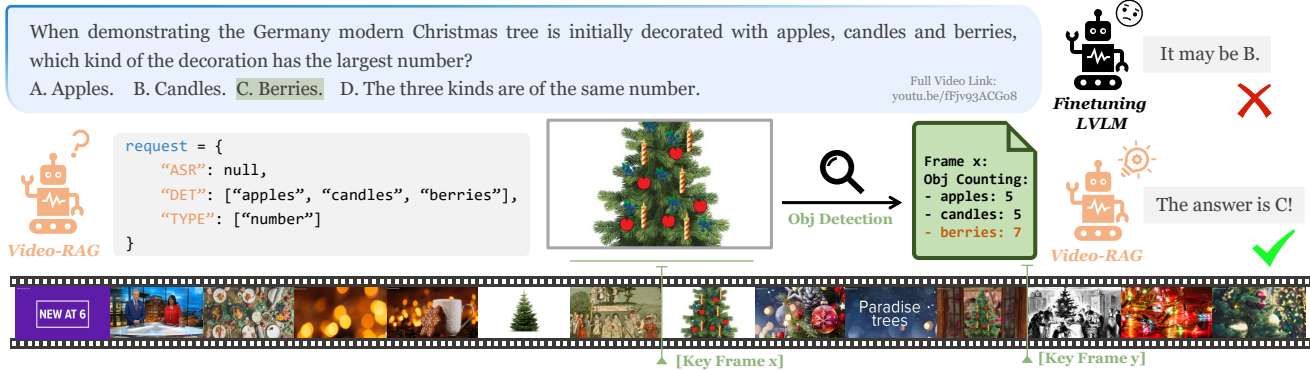 When demonstrating the Germany modern Christmas tree is initially decorated with apples, candles and berries,
which kind of the decoration has the largest number?
A. Apples. B. Candles. C. Berries. D. The three kinds are of the same number.
Full Video Link:
youtu.be/fFjv93ACGo8
It may be B.
Finetuning
LVLM
request = {
“ASR”: null,
“DET”: [“apples”, “candles”, “berries”],
“TYPE”: [“number”]
}
Video-RAG
Obj Detection
Frame x:
Obj Counting:
- apples: 5
- candles: 5
- berries: 7
The answer is C!
Video-RAG
NEW AT 6
Paradise
trees
[Key Frame x]
[Key Frame y]